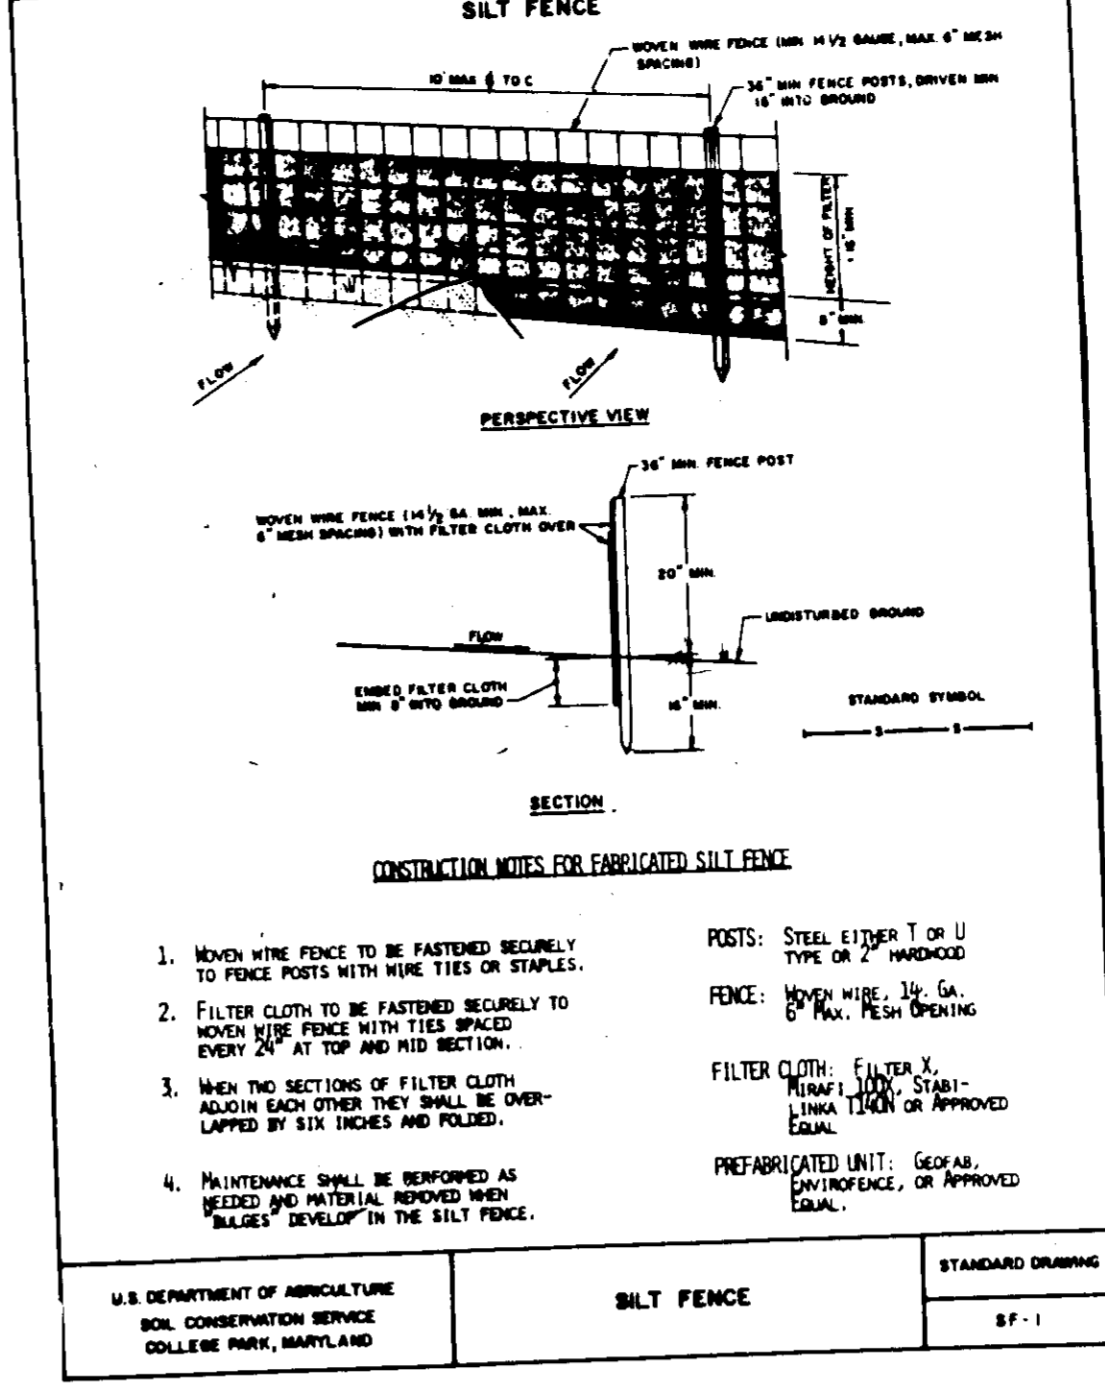 SILT FENCE
WOVEN WIRE FENCE (MIN 14 1/2 GAUGE, MAX. 6" MESH
SPACING)
10' MAX ℄ TO C
36" MIN FENCE POSTS, DRIVEN MIN
16" INTO GROUND
HEIGHT OF FILTER
= 16" MIN
8" MIN.
FLOW
FLOW
PERSPECTIVE VIEW
36" MIN. FENCE POST
WOVEN WIRE FENCE (14 1/2 GA. MIN., MAX.
6" MESH SPACING) WITH FILTER CLOTH OVER
20" MIN.
UNDISTURBED GROUND
FLOW
EMBED FILTER CLOTH
MIN 8" INTO GROUND
16" MIN.
STANDARD SYMBOL
S S
SECTION
CONSTRUCTION NOTES FOR FABRICATED SILT FENCE
1. WOVEN WIRE FENCE TO BE FASTENED SECURELY
TO FENCE POSTS WITH WIRE TIES OR STAPLES.
2. FILTER CLOTH TO BE FASTENED SECURELY TO
WOVEN WIRE FENCE WITH TIES SPACED
EVERY 24" AT TOP AND MID SECTION.
3. WHEN TWO SECTIONS OF FILTER CLOTH
ADJOIN EACH OTHER THEY SHALL BE OVER-
LAPPED BY SIX INCHES AND FOLDED.
4. MAINTENANCE SHALL BE PERFORMED AS
NEEDED AND MATERIAL REMOVED WHEN
"BULGES" DEVELOP IN THE SILT FENCE.
POSTS: STEEL EITHER T OR U
TYPE OR 2" HARDWOOD
FENCE: WOVEN WIRE, 14. GA.
6" MAX. MESH OPENING
FILTER CLOTH: FILTER X,
MIRAFI 100X, STABI-
LINKA T140N OR APPROVED
EQUAL
PREFABRICATED UNIT: GEOFAB,
ENVIROFENCE, OR APPROVED
EQUAL.
U.S. DEPARTMENT OF AGRICULTURE
SOIL CONSERVATION SERVICE
COLLEGE PARK, MARYLAND
SILT FENCE
STANDARD DRAWING
SF-1